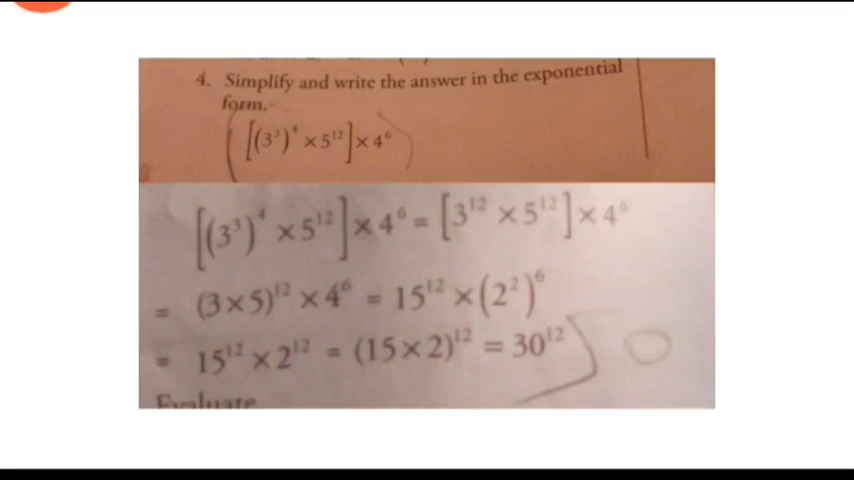 4. Simplify and write the answer in the exponential
form.
[(3³)⁴ × 5¹²] × 4⁶
[(3³)⁴ × 5¹²] × 4⁶ = [3¹² × 5¹²] × 4⁶
= (3 × 5)¹² × 4⁶ = 15¹² × (2²)⁶
= 15¹² × 2¹² = (15 × 2)¹² = 30¹²
Evaluate